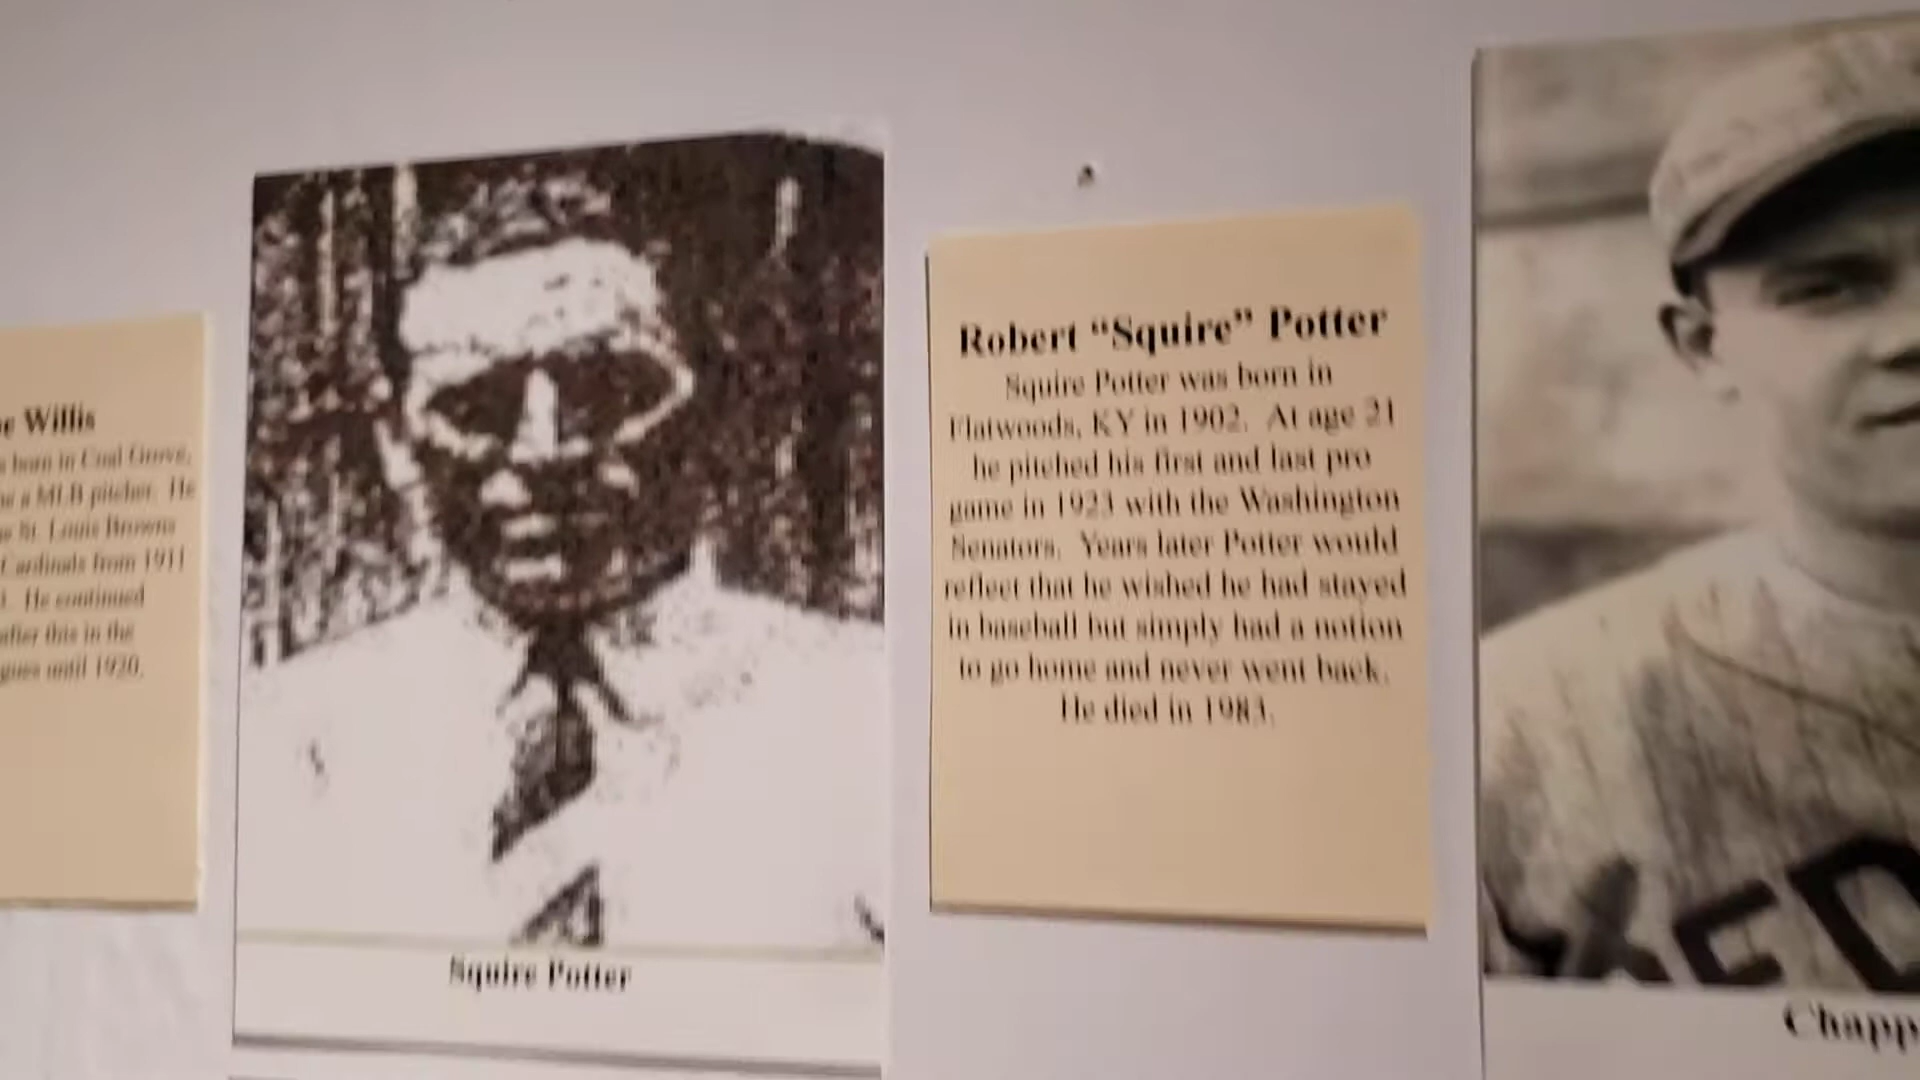 Willis
born in Coal Grove,
a MLB pitcher. He
St. Louis Browns
Cardinals from 1911
He continued
after this in the
until 1920.
Squire Potter
Robert “Squire” Potter
Squire Potter was born in
Flatwoods, KY in 1902. At age 21
he pitched his first and last pro
game in 1923 with the Washington
Senators. Years later Potter would
reflect that he wished he had stayed
in baseball but simply had a notion
to go home and never went back.
He died in 1983.
RED
Chapp